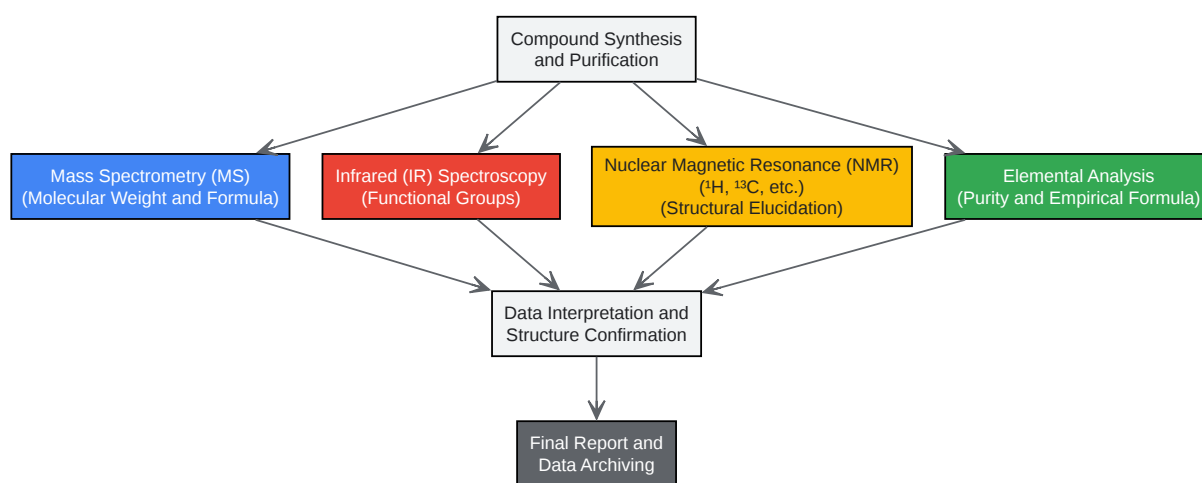 Compound Synthesis
and Purification
Mass Spectrometry (MS)
(Molecular Weight and Formula)
Infrared (IR) Spectroscopy
(Functional Groups)
Nuclear Magnetic Resonance (NMR)
(¹H, ¹³C, etc.)
(Structural Elucidation)
Elemental Analysis
(Purity and Empirical Formula)
Data Interpretation and
Structure Confirmation
Final Report and
Data Archiving